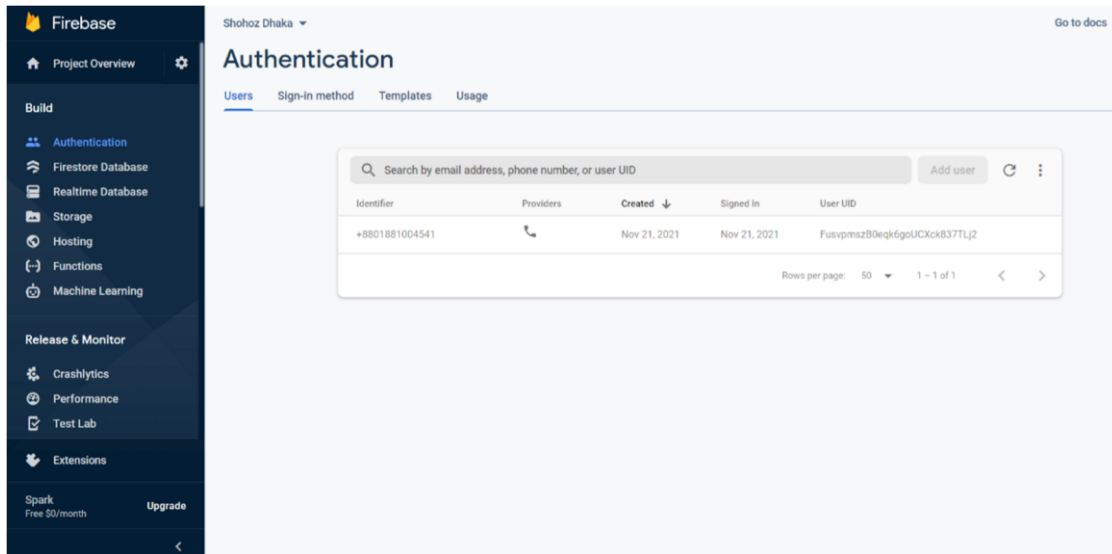 Firebase
Project Overview
Build
Authentication
Firestore Database
Realtime Database
Storage
Hosting
Functions
Machine Learning
Release & Monitor
Crashlytics
Performance
Test Lab
Extensions
Spark
Free $0/month
Upgrade
Shohoz Dhaka
Go to docs
Authentication
Users Sign-in method Templates Usage
Search by email address, phone number, or user UID Add user
Identifier Providers Created Signed In User UID
+8801881004541 Nov 21, 2021 Nov 21, 2021 FusvpmszB0eqk6goUCXck837TLj2
Rows per page: 50 1 – 1 of 1